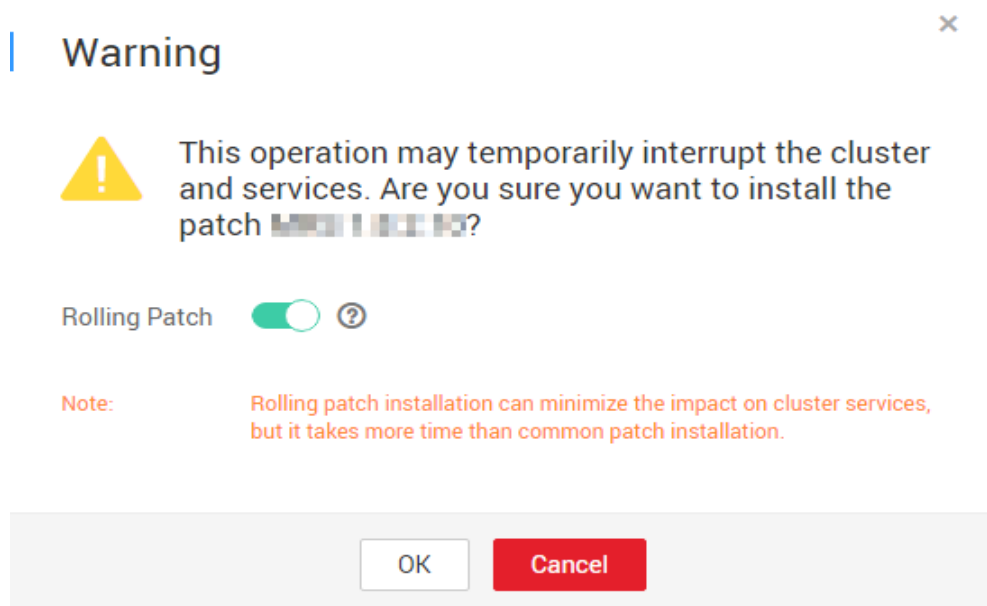 Warning
This operation may temporarily interrupt the cluster
and services. Are you sure you want to install the
patch ?
Rolling Patch
Note:
Rolling patch installation can minimize the impact on cluster services,
but it takes more time than common patch installation.
OK
Cancel